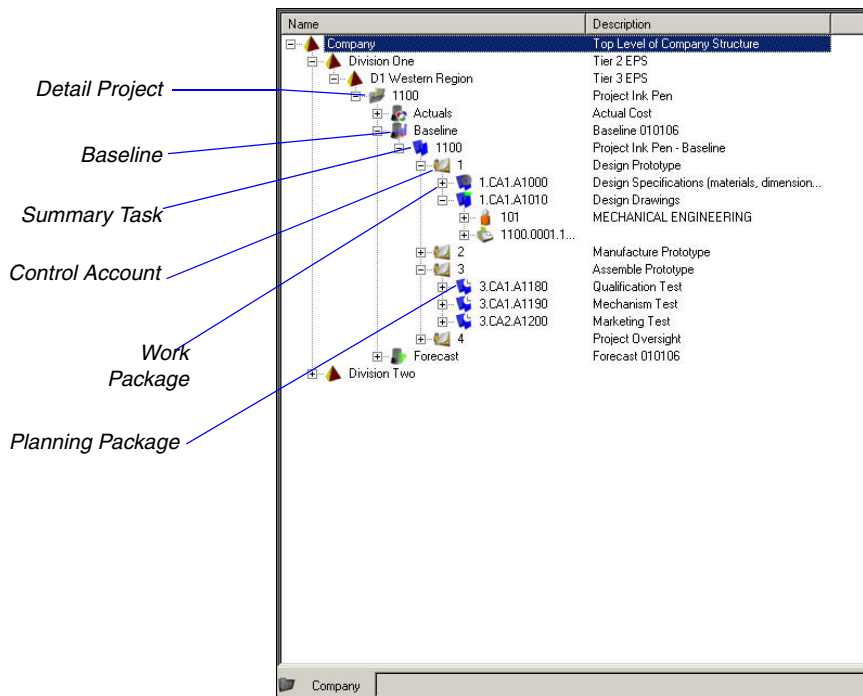 Name Description
Company Top Level of Company Structure
Division One Tier 2 EPS
D1 Western Region Tier 3 EPS
Detail Project
1100 Project Ink Pen
Actuals Actual Cost
Baseline Baseline 010106
Baseline
1100 Project Ink Pen - Baseline
1 Design Prototype
1.CA1.A1000 Design Specifications (materials, dimension...
1.CA1.A1010 Design Drawings
Summary Task
101 MECHANICAL ENGINEERING
1100.0001.1...
2 Manufacture Prototype
Control Account
3 Assemble Prototype
3.CA1.A1180 Qualification Test
3.CA1.A1190 Mechanism Test
3.CA2.A1200 Marketing Test
4 Project Oversight
Work
Package
Forecast Forecast 010106
Division Two
Planning Package
Company